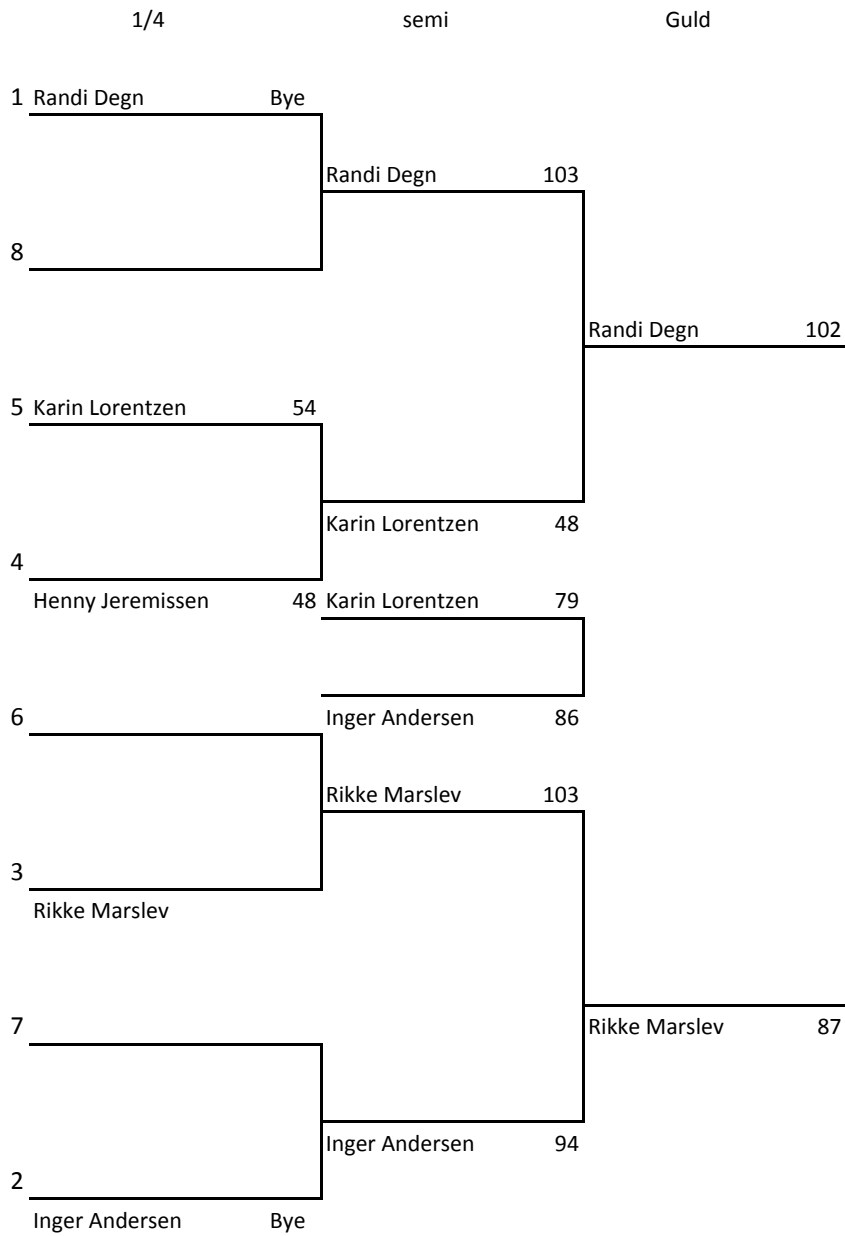 1/4 semi Guld
1 Randi Degn Bye
Randi Degn 103
8
Randi Degn 102
5 Karin Lorentzen 54
Karin Lorentzen 48
4
Henny Jeremissen 48 Karin Lorentzen 79
6 Inger Andersen 86
Rikke Marslev 103
3
Rikke Marslev
7 Rikke Marslev 87
Inger Andersen 94
2
Inger Andersen Bye